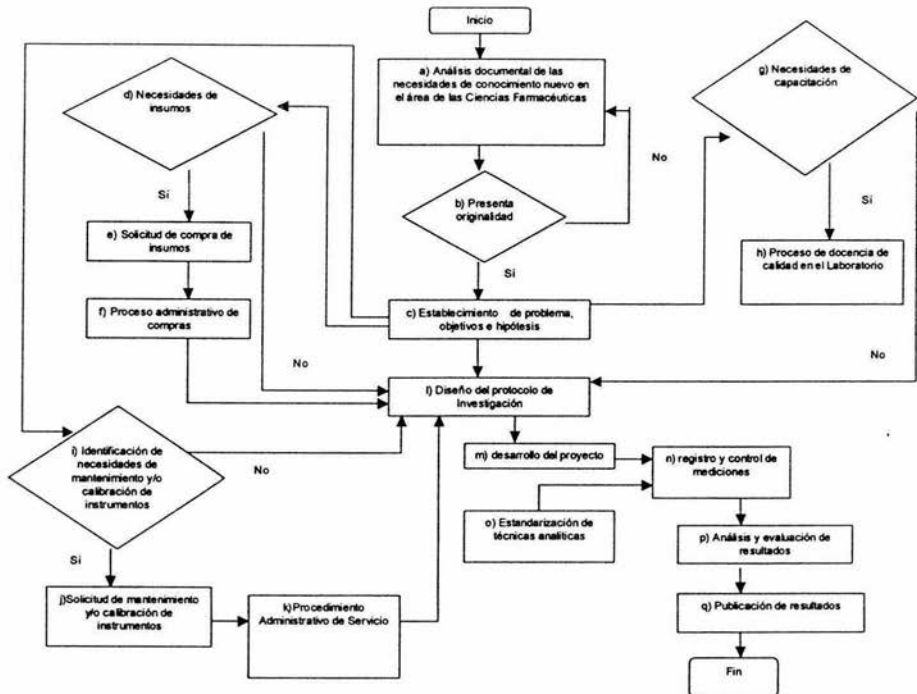 Inicio
a) Análisis documental de las
necesidades de conocimiento nuevo en
el área de las Ciencias Farmacéuticas
g) Necesidades de
capacitación
d) Necesidades de
insumos
No
b) Presenta
originalidad
Sí
Sí
e) Solicitud de compra de
insumos
h) Proceso de docencia de
calidad en el Laboratorio
Sí
f) Proceso administrativo de
compras
c) Establecimiento de problema,
objetivos e hipótesis
No
No
l) Diseño del protocolo de
Investigación
i) Identificación de
necesidades de
mantenimiento y/o
calibración de
instrumentos
No
m) desarrollo del proyecto
n) registro y control de
mediciones
o) Estandarización de
técnicas analíticas
p) Análisis y evaluación de
resultados
Sí
j)Solicitud de mantenimiento
y/o calibración de
instrumentos
k)Procedimiento
Administrativo de Servicio
q) Publicación de resultados
Fin